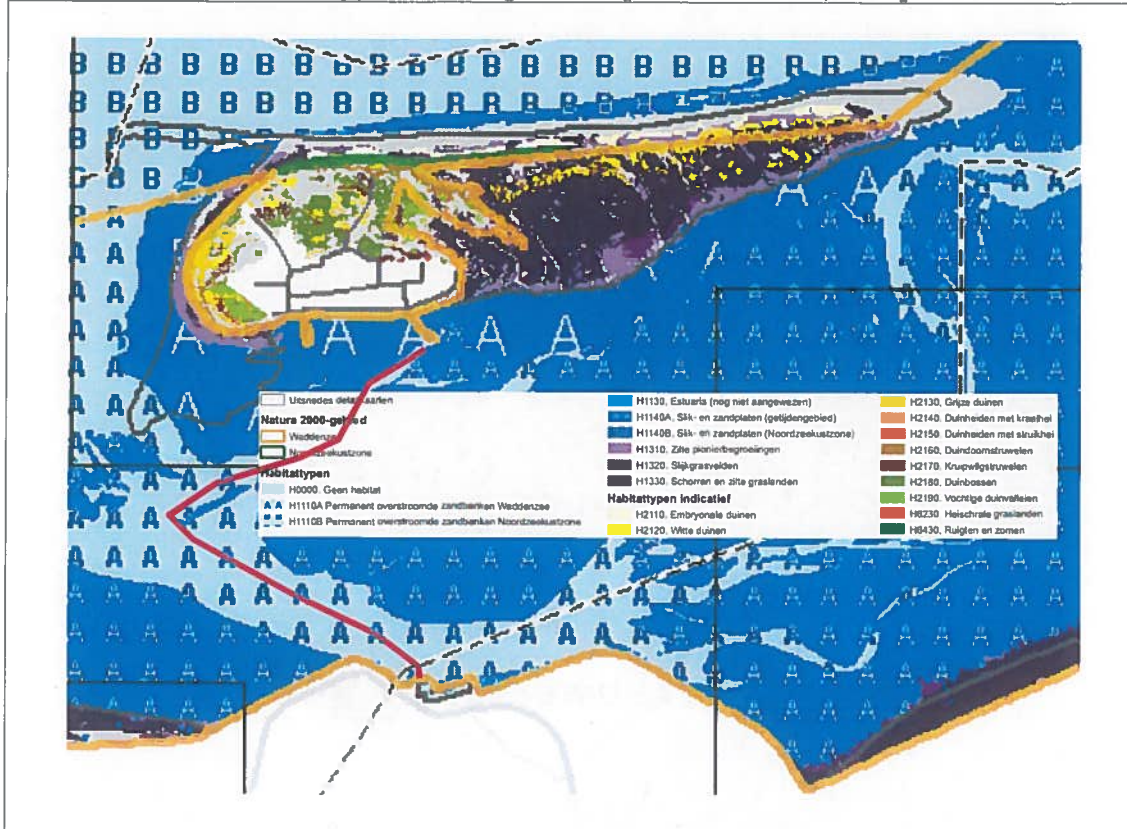 Uitsnedes detailkaarten
Natura 2000-gebied
Waddenzee
Noordzeekustzone
Habitattypen
H0000. Geen habitat
H1110A Permanent overstroomde zandbanken Waddenzee
H1110B Permanent overstroomde zandbanken Noordzeekustzone
H1130, Estuaria (nog niet aangewezen)
H1140A, Slik- en zandplaten (getijdengebied)
H1140B, Slik- en zandplaten (Noordzeekustzone)
H1310, Zilte pionierbegroeiingen
H1320, Slijkgrasvelden
H1330, Schorren en zilte graslanden
Habitattypen indicatief
H2110, Embryonale duinen
H2120, Witte duinen
H2130, Grijze duinen
H2140, Duinheiden met kraaihei
H2150, Duinheiden met struikhei
H2160, Duindoornstruwelen
H2170, Kruipwilgstruwelen
H2180, Duinbossen
H2190, Vochtige duinvalleien
H6230, Heischrale graslanden
H6430, Ruigten en zomen